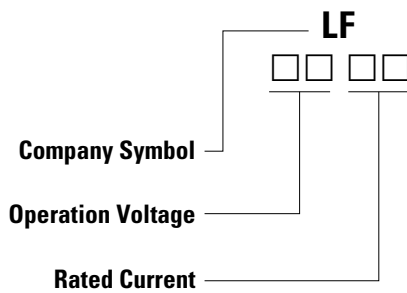 LF
□□ □□
Company Symbol
Operation Voltage
Rated Current